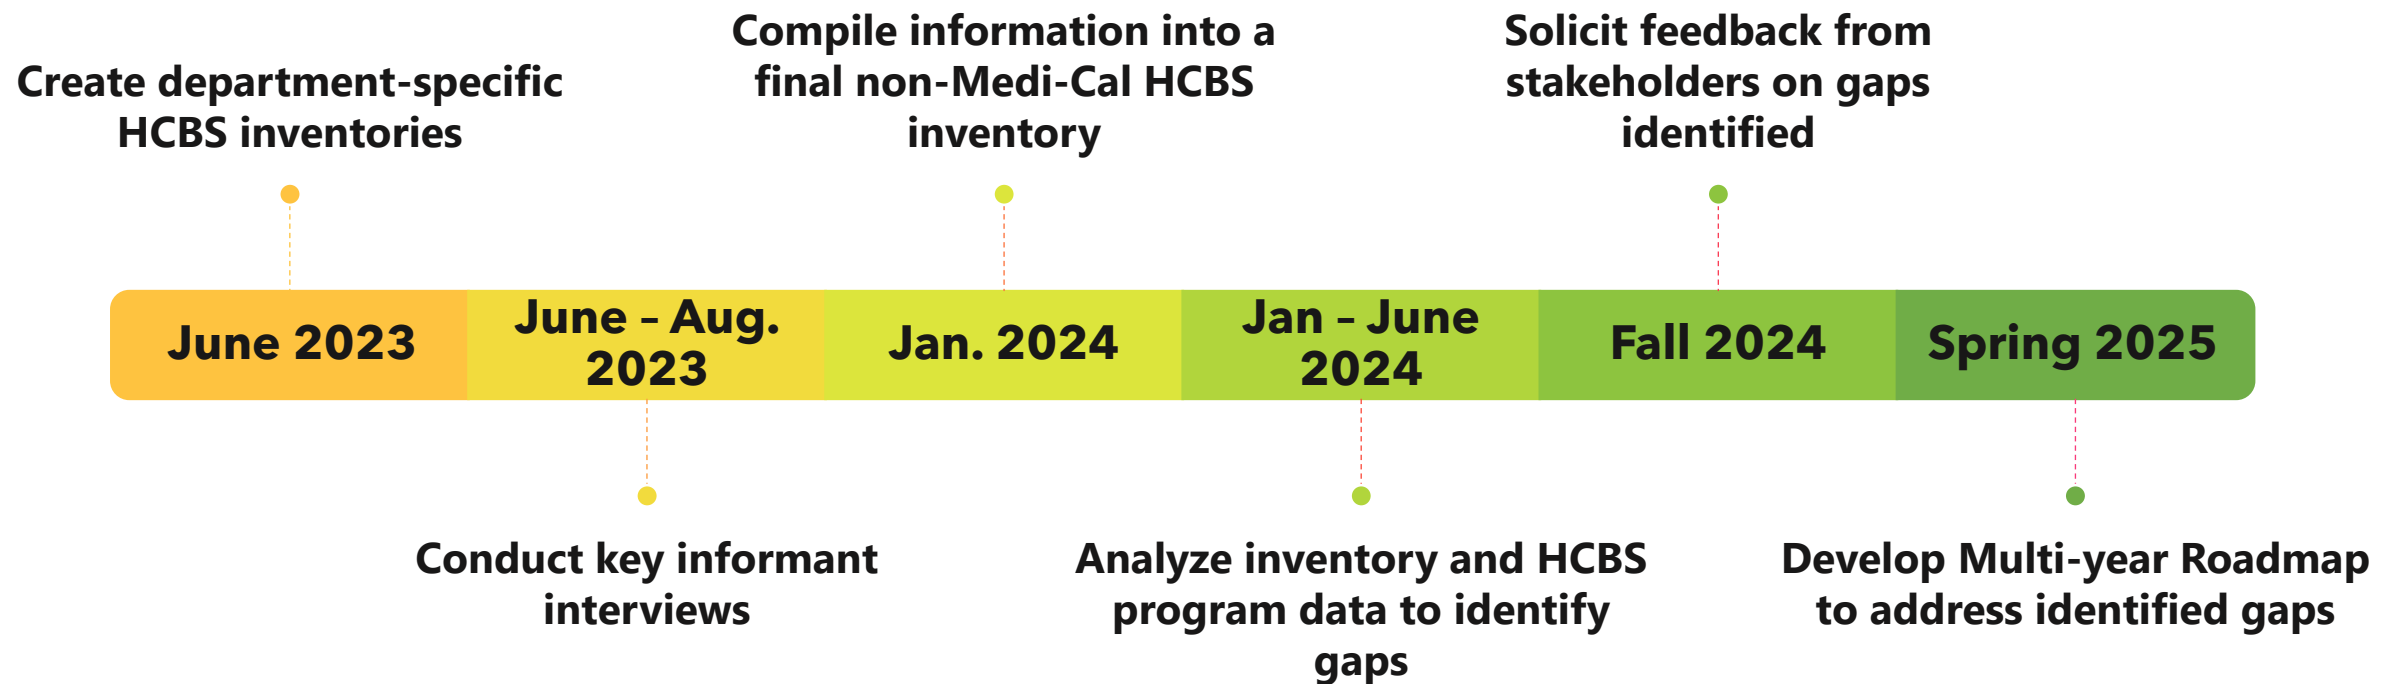 Create department-specific
HCBS inventories
Compile information into a
final non-Medi-Cal HCBS
inventory
Solicit feedback from
stakeholders on gaps
identified
June 2023
June – Aug.
2023
Jan. 2024
Jan – June
2024
Fall 2024
Spring 2025
Conduct key informant
interviews
Analyze inventory and HCBS
program data to identify
gaps
Develop Multi-year Roadmap
to address identified gaps